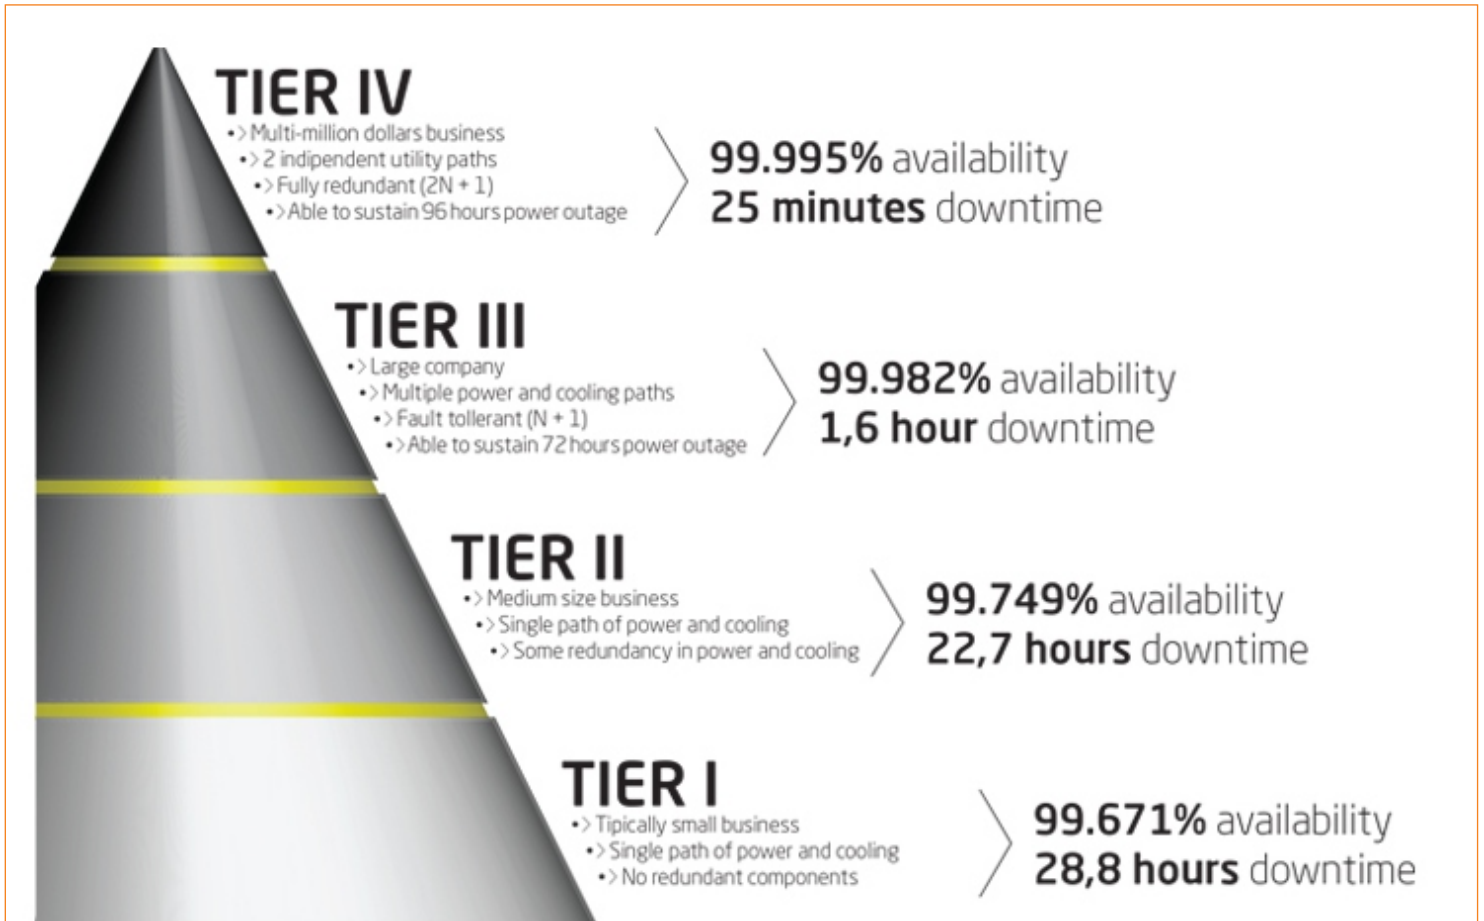 TIER IV
•> Multi-million dollars business
•> 2 indipendent utility paths
•> Fully redundant (2N + 1)
•> Able to sustain 96 hours power outage
99.995% availability
25 minutes downtime
TIER III
•> Large company
•> Multiple power and cooling paths
•> Fault tollerant (N + 1)
•> Able to sustain 72 hours power outage
99.982% availability
1,6 hour downtime
TIER II
•> Medium size business
•> Single path of power and cooling
•> Some redundancy in power and cooling
99.749% availability
22,7 hours downtime
TIER I
•> Tipically small business
•> Single path of power and cooling
•> No redundant components
99.671% availability
28,8 hours downtime